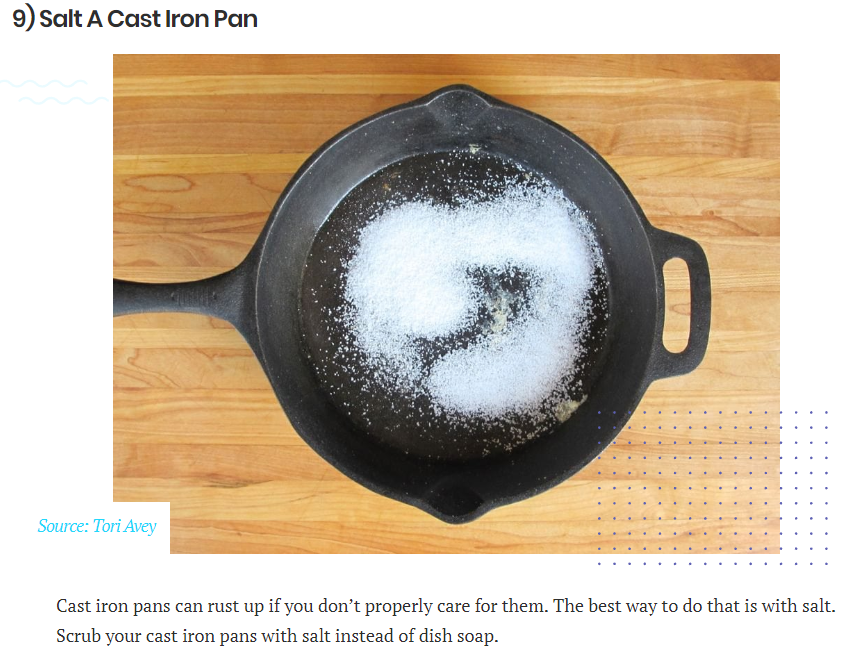 9) Salt A Cast Iron Pan
Source: Tori Avey
Cast iron pans can rust up if you don’t properly care for them. The best way to do that is with salt.
Scrub your cast iron pans with salt instead of dish soap.